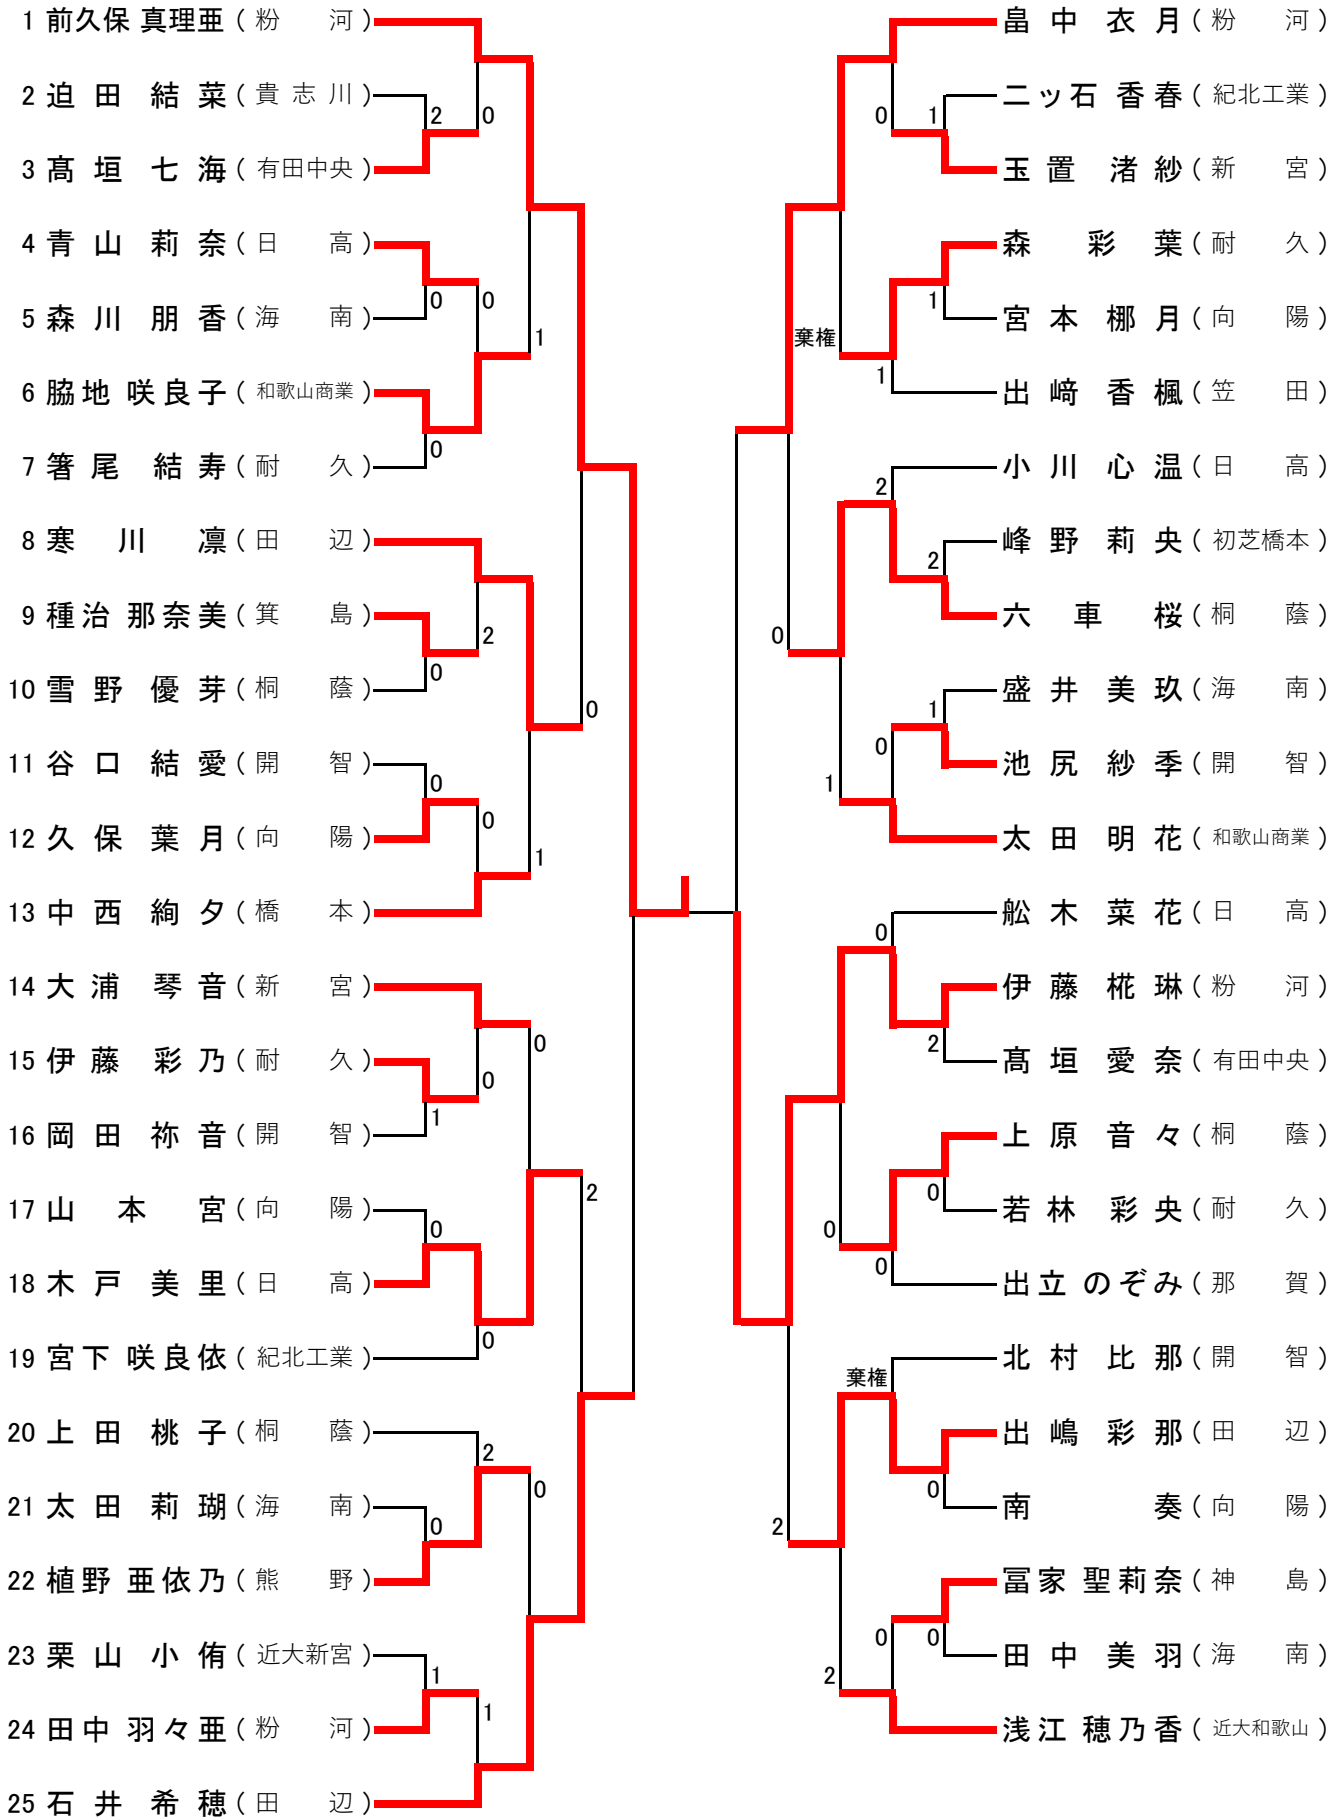 1 前久保 真理亜 ( 粉 河 )
2 迫 田 結 菜 ( 貴 志 川 )
2 0
3 髙 垣 七 海 ( 有田中央 )
4 青 山 莉 奈 ( 日 高 )
0 0
5 森 川 朋 香 ( 海 南 )
1
6 脇地 咲良子 ( 和歌山商業 )
0
7 箸 尾 結 寿 ( 耐 久 )
8 寒 川 凛 ( 田 辺 )
9 種治 那奈美 ( 箕 島 )
2
0
10 雪 野 優 芽 ( 桐 蔭 )
0
11 谷 口 結 愛 ( 開 智 )
0
0
12 久 保 葉 月 ( 向 陽 )
1
13 中 西 絢 夕 ( 橋 本 )
14 大 浦 琴 音 ( 新 宮 )
0
15 伊 藤 彩 乃 ( 耐 久 )
0
1
16 岡 田 祢 音 ( 開 智 )
2
17 山 本 宮 ( 向 陽 )
0
18 木 戸 美 里 ( 日 高 )
0
19 宮下 咲良依 ( 紀北工業 )
20 上 田 桃 子 ( 桐 蔭 )
2
0
21 太 田 莉 瑚 ( 海 南 )
0
22 植野 亜依乃 ( 熊 野 )
23 栗 山 小 侑 ( 近大新宮 )
1
1
24 田中 羽々亜 ( 粉 河 )
25 石 井 希 穂 ( 田 辺 )
畠 中 衣 月 ( 粉 河 )
二ッ石 香春 ( 紀北工業 )
0 1
玉 置 渚 紗 ( 新 宮 )
森 彩 葉 ( 耐 久 )
1
宮 本 梛 月 ( 向 陽 )
棄権
1
出 﨑 香 楓 ( 笠 田 )
小 川 心 温 ( 日 高 )
2
峰 野 莉 央 ( 初芝橋本 )
2
六 車 桜 ( 桐 蔭 )
0
盛 井 美 玖 ( 海 南 )
1
0
池 尻 紗 季 ( 開 智 )
1
太 田 明 花 ( 和歌山商業 )
舩 木 菜 花 ( 日 高 )
0
伊 藤 椛 琳 ( 粉 河 )
2
髙 垣 愛 奈 ( 有田中央 )
上 原 音 々 ( 桐 蔭 )
0
若 林 彩 央 ( 耐 久 )
0
0
出立 のぞみ ( 那 賀 )
北 村 比 那 ( 開 智 )
棄権
出 嶋 彩 那 ( 田 辺 )
0
南 奏 ( 向 陽 )
2
冨家 聖莉奈 ( 神 島 )
0 0
田 中 美 羽 ( 海 南 )
2
浅江 穂乃香 ( 近大和歌山 )